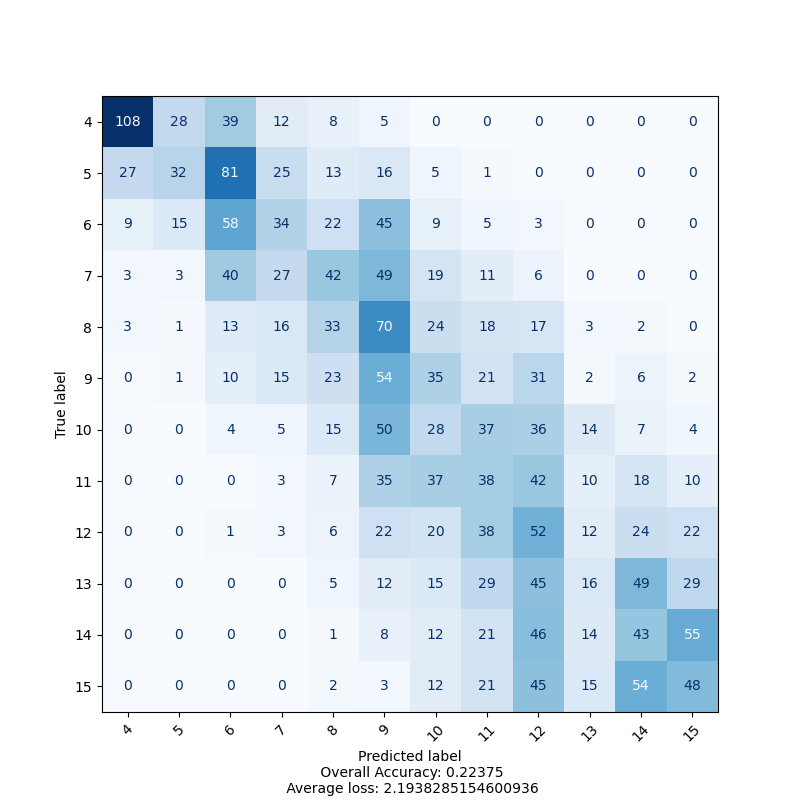 4 108 28 39 12 8 5 0 0 0 0 0 0
5 27 32 81 25 13 16 5 1 0 0 0 0
6 9 15 58 34 22 45 9 5 3 0 0 0
7 3 3 40 27 42 49 19 11 6 0 0 0
8 3 1 13 16 33 70 24 18 17 3 2 0
9 0 1 10 15 23 54 35 21 31 2 6 2
True label
10 0 0 4 5 15 50 28 37 36 14 7 4
11 0 0 0 3 7 35 37 38 42 10 18 10
12 0 0 1 3 6 22 20 38 52 12 24 22
13 0 0 0 0 5 12 15 29 45 16 49 29
14 0 0 0 0 1 8 12 21 46 14 43 55
15 0 0 0 0 2 3 12 21 45 15 54 48
4 5 6 7 8 9 10 11 12 13 14 15
Predicted label
Overall Accuracy: 0.22375
Average loss: 2.1938285154600936